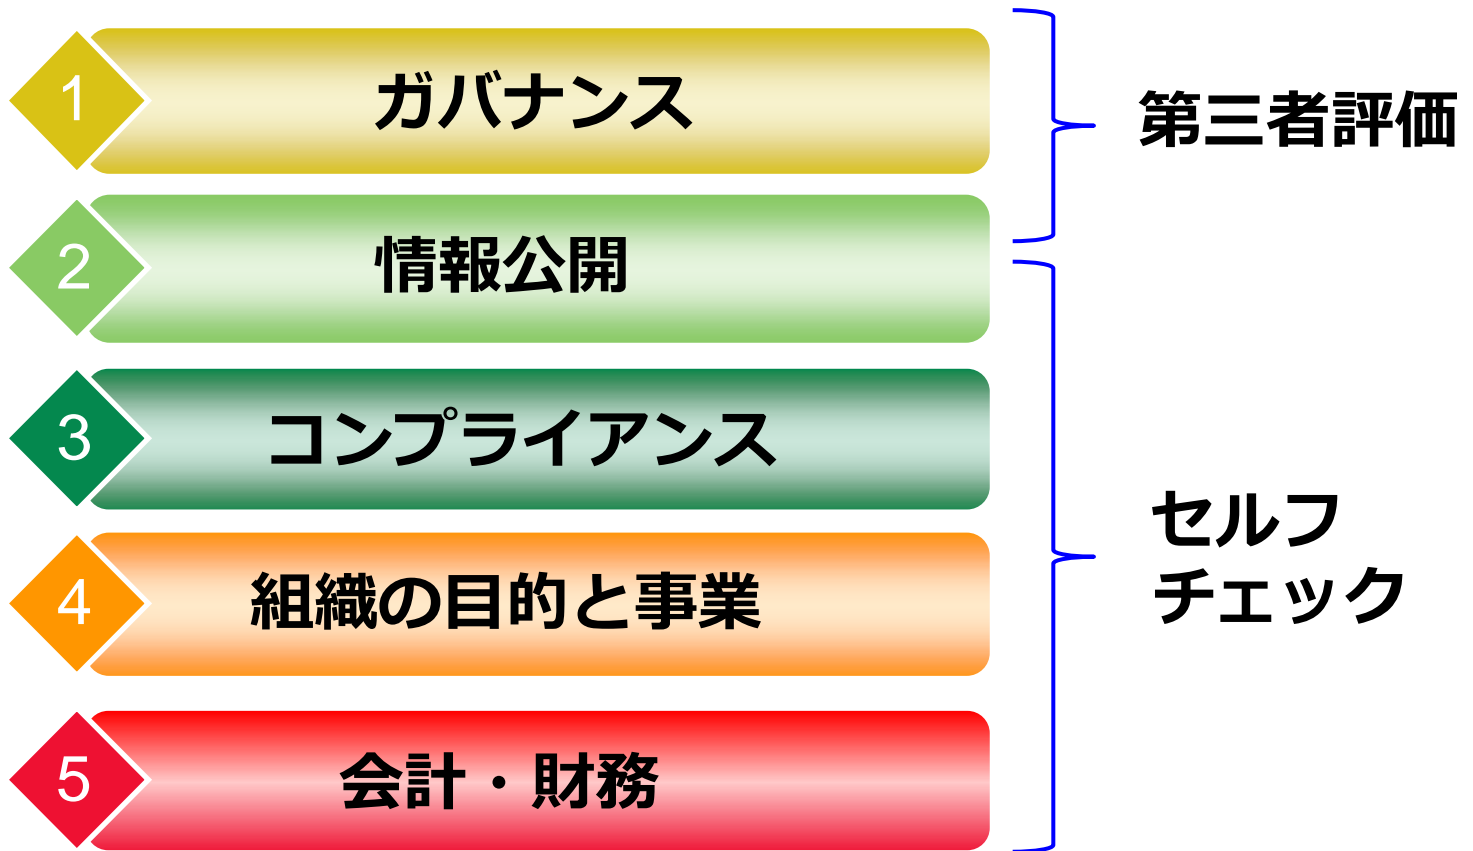 1
ガバナンス
2
情報公開
3
コンプライアンス
4
組織の目的と事業
5
会計・財務
第三者評価
セルフ
チェック